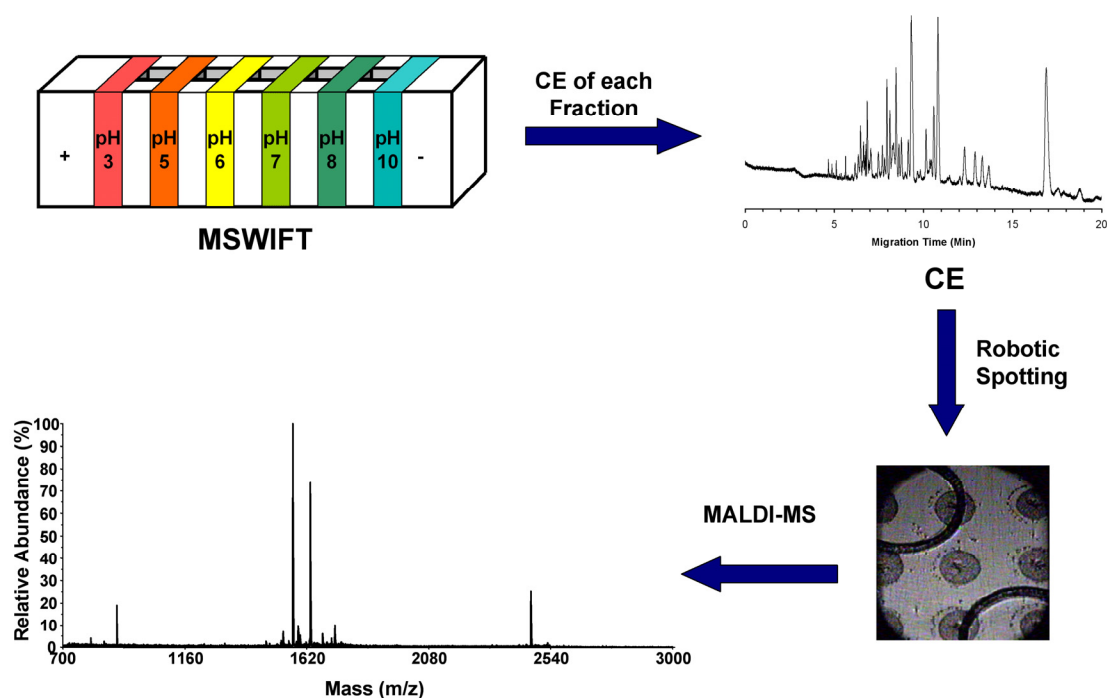 +
pH
3
pH
5
pH
6
pH
7
pH
8
pH
10
-
MSWIFT
CE of each
Fraction
0
5
10
15
20
Migration Time (Min)
CE
Robotic
Spotting
MALDI-MS
Relative Abundance (%)
100
90
80
70
60
50
40
30
20
10
0
700
1160
1620
2080
2540
3000
Mass (m/z)